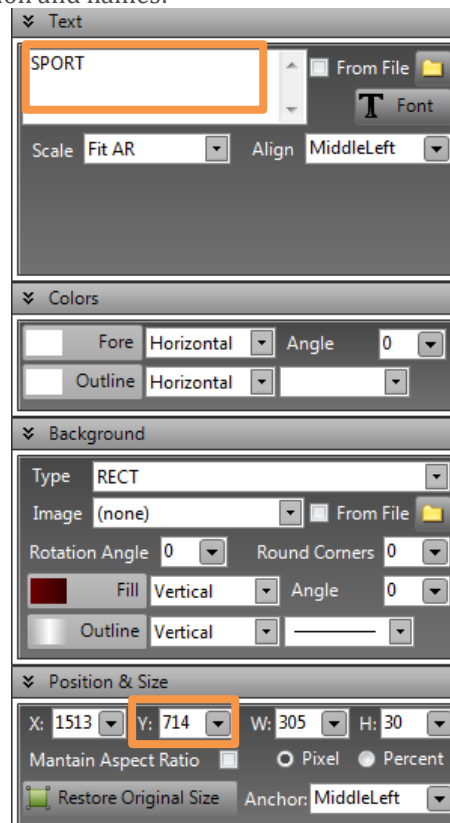 Text
SPORT
From File
T Font
Scale Fit AR Align MiddleLeft
Colors
Fore Horizontal Angle 0
Outline Horizontal
Background
Type RECT
Image (none) From File
Rotation Angle 0 Round Corners 0
Fill Vertical Angle 0
Outline Vertical
Position & Size
X: 1513 Y: 714 W: 305 H: 30
Mantain Aspect Ratio Pixel Percent
Restore Original Size Anchor: MiddleLeft